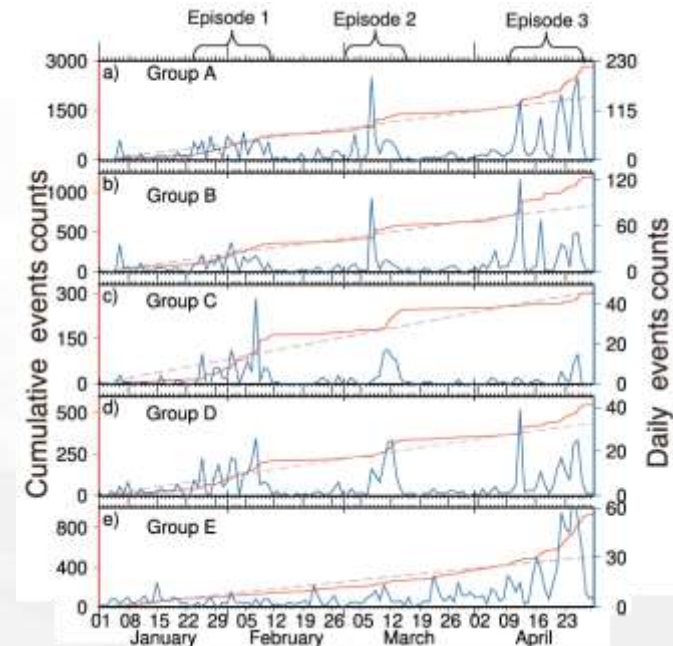 Episode 1 Episode 2 Episode 3
3000 a) Group A 230
1500 115
0 0
b) Group B
1000 120
500 60
0 0
c) Group C
300 40
150 20
0 0
d) Group D
500 40
250 20
0 0
e) Group E 60
800
400 30
0 0
01 08 15 22 29 05 12 19 26 05 12 19 26 02 09 16 23
January February March April
Cumulative events counts
Daily events counts